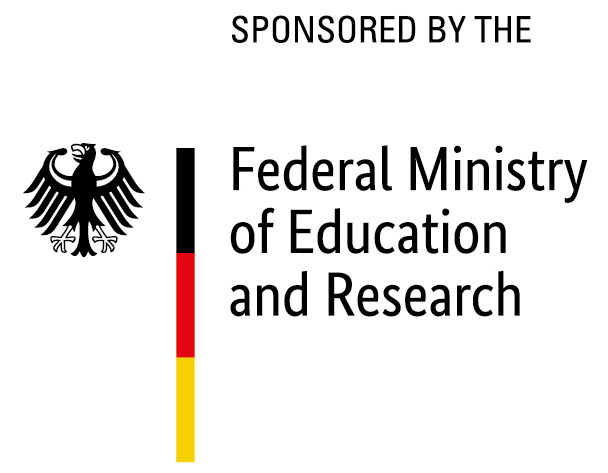 SPONSORED BY THE
Federal Ministry
of Education
and Research